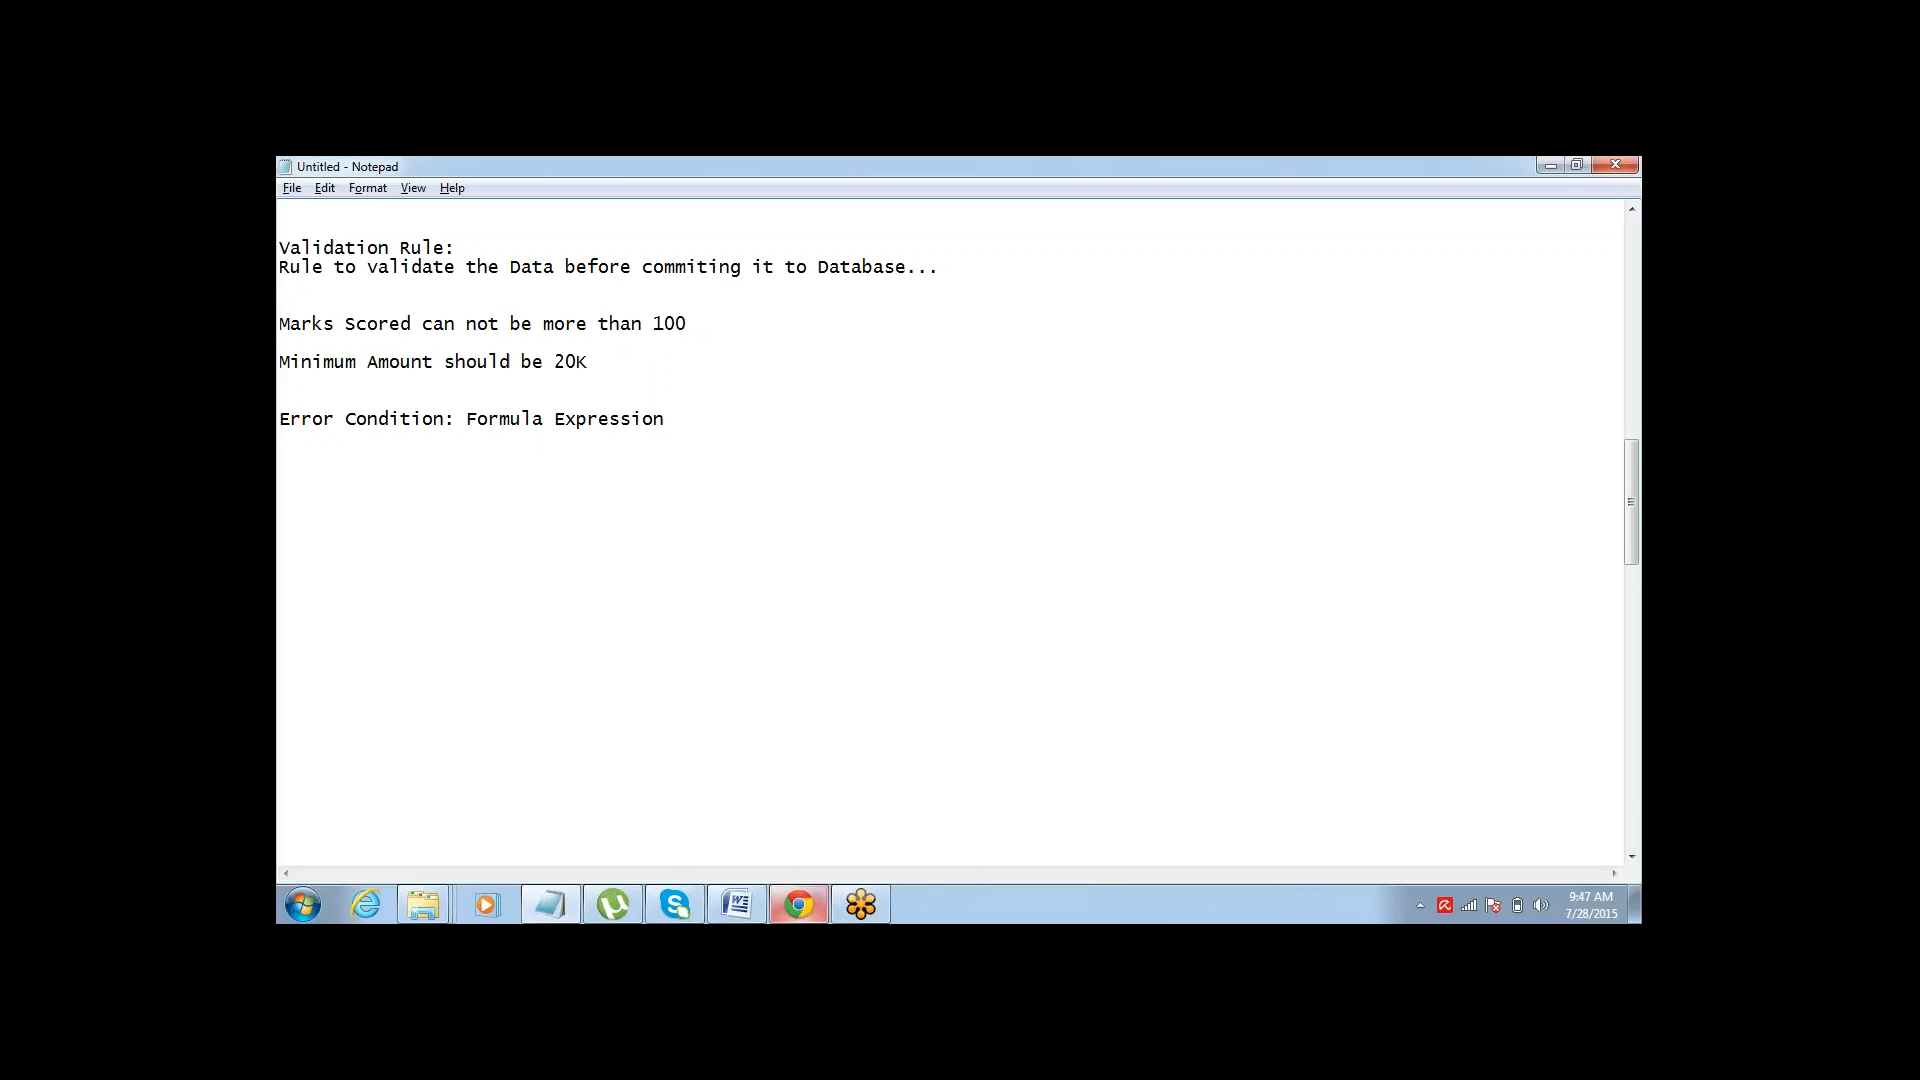 Untitled - Notepad
File Edit Format View Help
Validation Rule:
Rule to validate the Data before commiting it to Database...
Marks Scored can not be more than 100
Minimum Amount should be 20K
Error Condition: Formula Expression
9:47 AM
7/28/2015